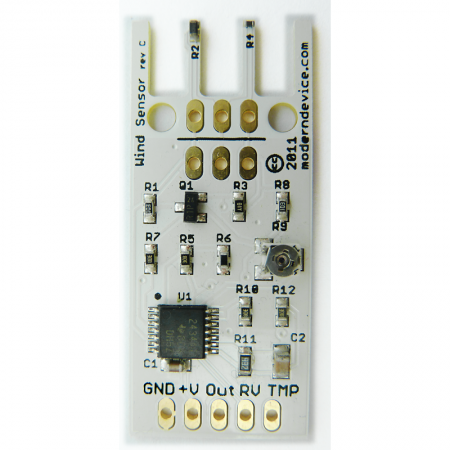 R2
R4
Wind Sensor rev C
2011
moderndevice.com
cc
R1
Q1
R3
R8
R7
R5
R6
R9
U1
R10
R12
C1
R11
C2
GND +V Out RV TMP